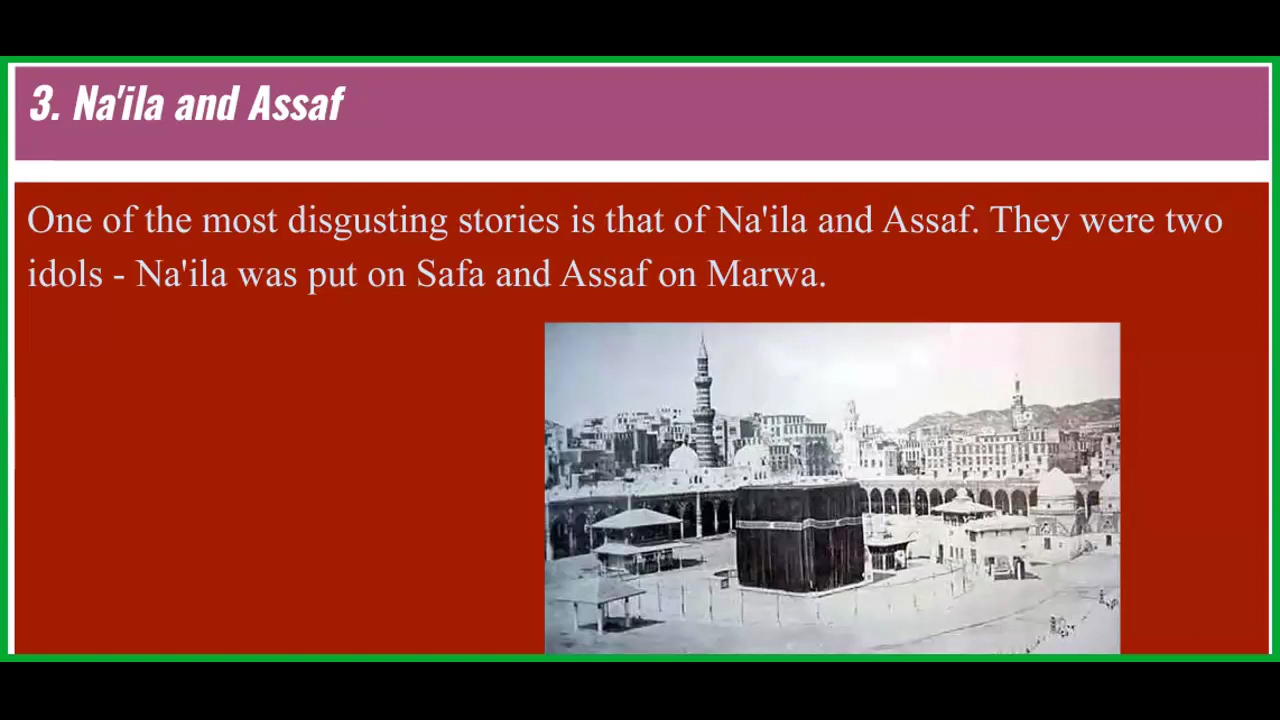 3. Na'ila and Assaf
One of the most disgusting stories is that of Na'ila and Assaf. They were two
idols - Na'ila was put on Safa and Assaf on Marwa.